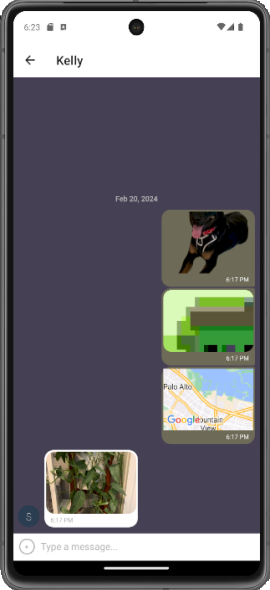 6:23
Kelly
Feb 20, 2024
6:17 PM
6:17 PM
Palo Alto
Google
Mountain
View
6:17 PM
6:17 PM
S
Type a message...